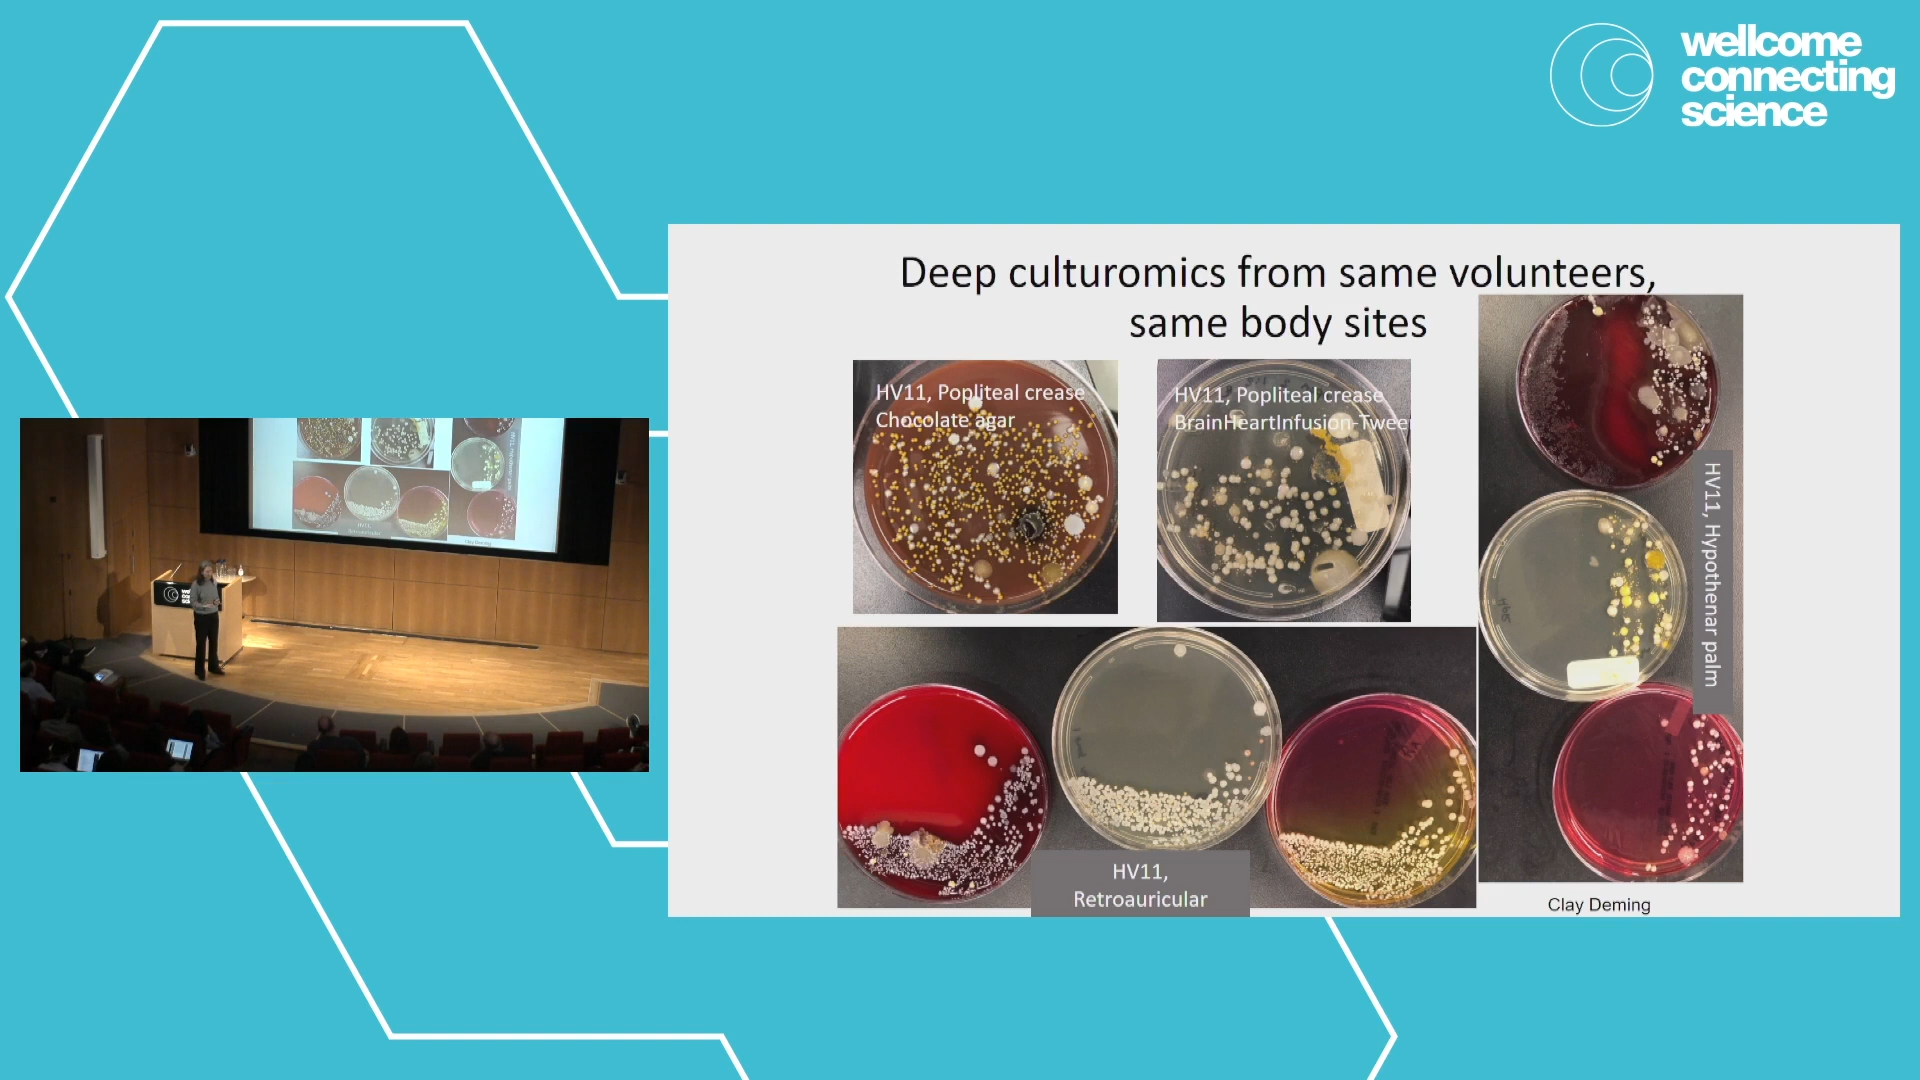 wellcome
connecting
science
Deep culturomics from same volunteers,
same body sites
HV11, Popliteal crease
Chocolate agar
HV11, Popliteal crease
BrainHeartInfusion-Twee
HV11, Hypothenar palm
HV11,
Retroauricular
Clay Deming